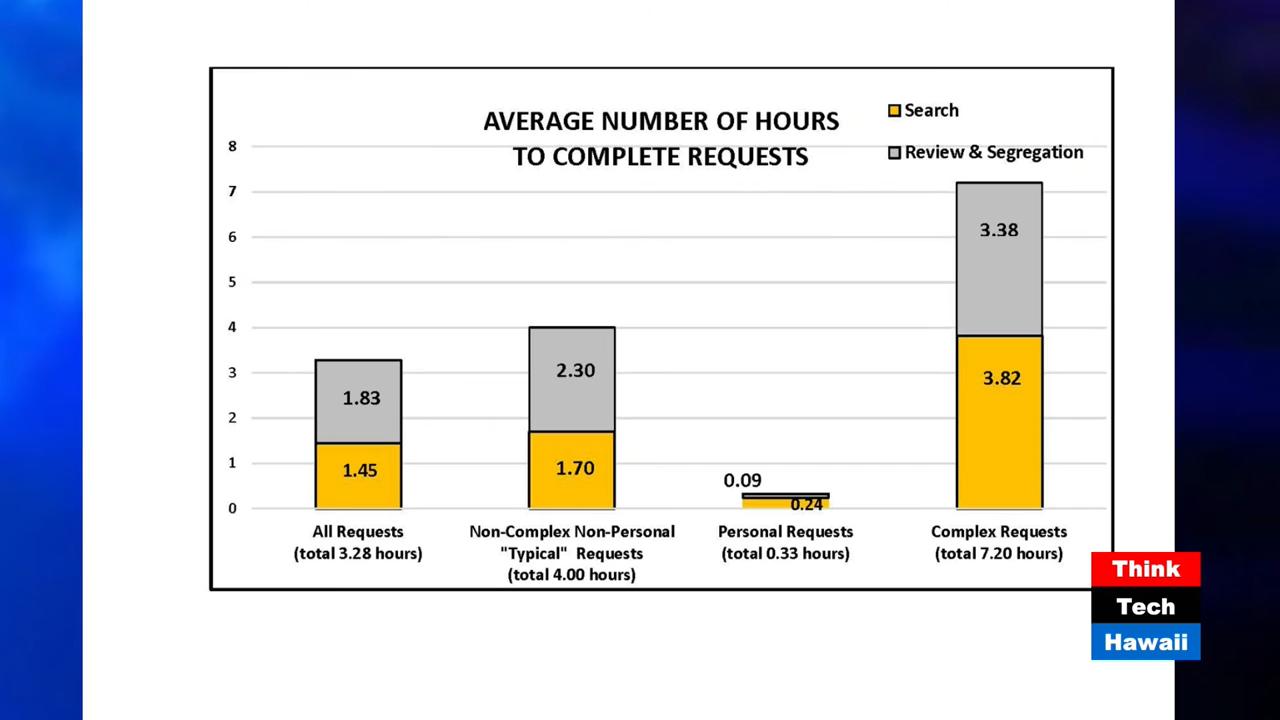 AVERAGE NUMBER OF HOURS
TO COMPLETE REQUESTS
Search
Review & Segregation
8
7
6
5
4
3
2
1
0
1.83
1.45
2.30
1.70
0.09
0.24
3.38
3.82
All Requests
(total 3.28 hours)
Non-Complex Non-Personal
"Typical" Requests
(total 4.00 hours)
Personal Requests
(total 0.33 hours)
Complex Requests
(total 7.20 hours)
Think
Tech
Hawaii